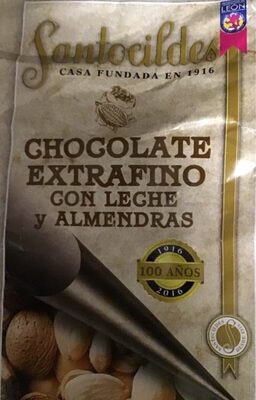 LEÓN
Santocildes
CASA FUNDADA EN 1916
CHOCOLATE
EXTRAFINO
CON LECHE
y ALMENDRAS
1916
100 AÑOS
2016